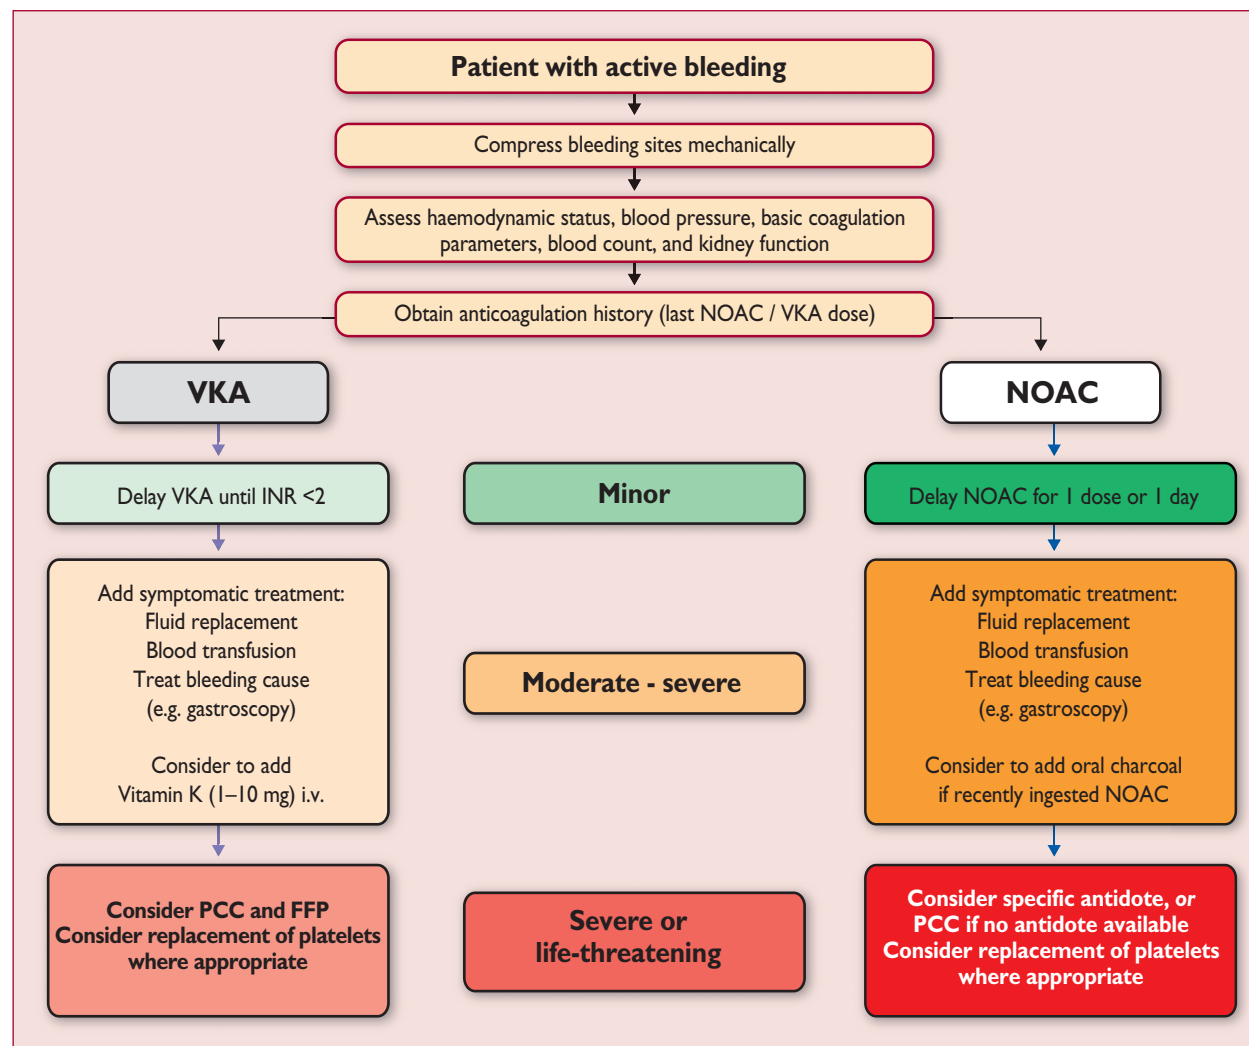 Patient with active bleeding
Compress bleeding sites mechanically
Assess haemodynamic status, blood pressure, basic coagulation
parameters, blood count, and kidney function
Obtain anticoagulation history (last NOAC / VKA dose)
VKA
NOAC
Delay VKA until INR <2
Minor
Delay NOAC for 1 dose or 1 day
Add symptomatic treatment:
Fluid replacement
Blood transfusion
Treat bleeding cause
(e.g. gastroscopy)
Consider to add
Vitamin K (1–10 mg) i.v.
Moderate - severe
Add symptomatic treatment:
Fluid replacement
Blood transfusion
Treat bleeding cause
(e.g. gastroscopy)
Consider to add oral charcoal
if recently ingested NOAC
Consider PCC and FFP
Consider replacement of platelets
where appropriate
Severe or
life-threatening
Consider specific antidote, or
PCC if no antidote available
Consider replacement of platelets
where appropriate